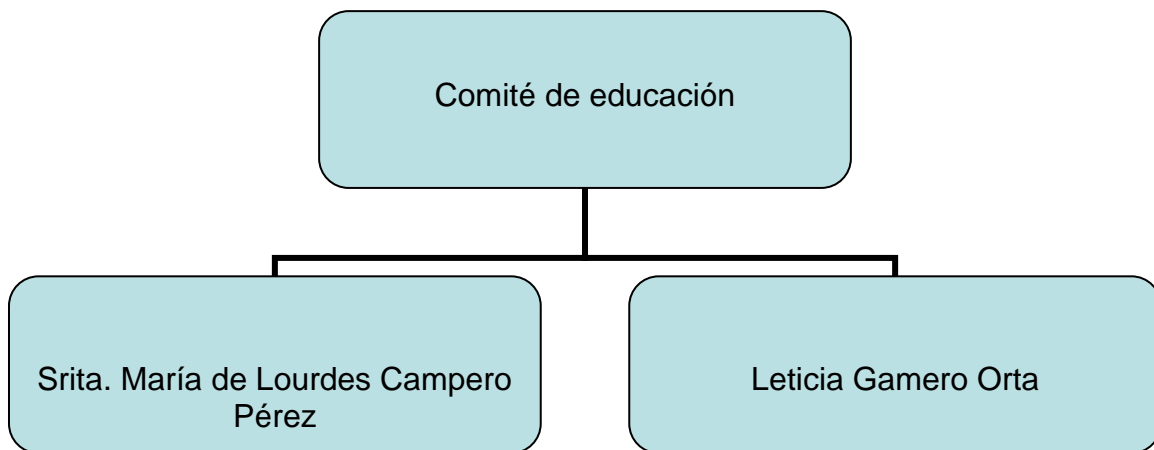 Comité de educación
Srita. María de Lourdes Campero
Pérez
Leticia Gamero Orta